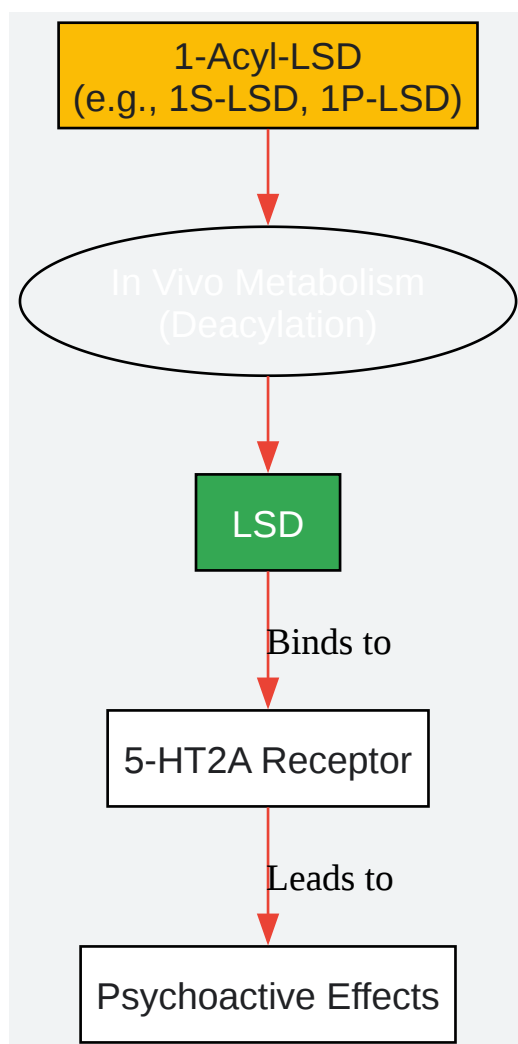 1-Acyl-LSD
(e.g., 1S-LSD, 1P-LSD)
In Vivo Metabolism
(Deacylation)
LSD
Binds to
5-HT2A Receptor
Leads to
Psychoactive Effects